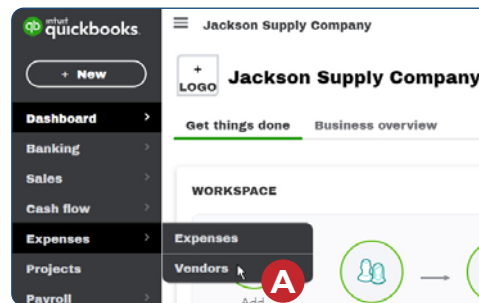 intuit
quickbooks.
Jackson Supply Company
+ New
+
LOGO
Jackson Supply Company
Dashboard
Get things done Business overview
Banking
Sales
WORKSPACE
Cash flow
Expenses
Expenses
Projects
Vendors
A
Payroll
Add